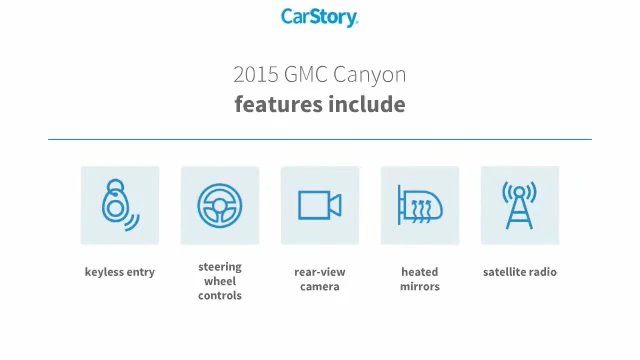 CarStory.
2015 GMC Canyon
features include
keyless entry
steering
wheel
controls
rear-view
camera
heated
mirrors
satellite radio